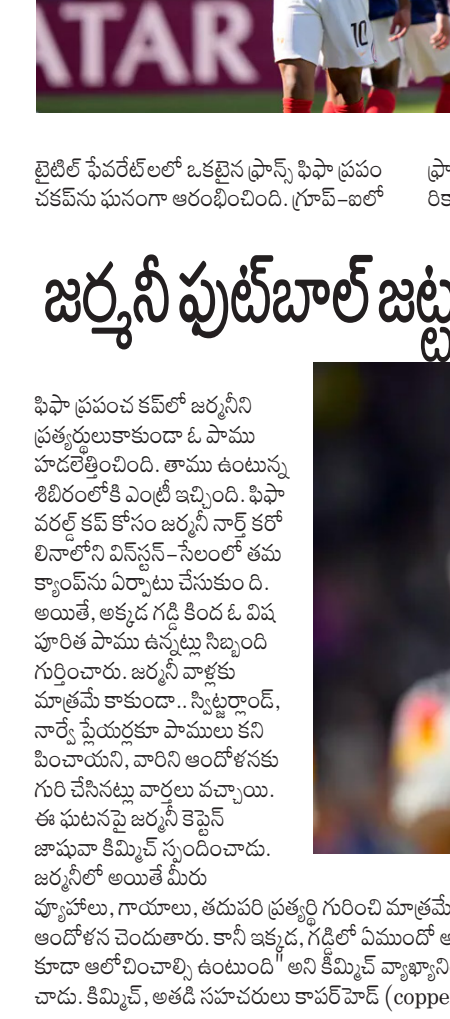 ATAR
10
టైటిల్ ఫేవరేట్‌లలో ఒకటైన ఫ్రాన్స్ ఫిఫా ప్రపం
చకప్‌ను ఘనంగా ఆరంభించింది. గ్రూప్-ఐలో
ఫ్రా
రికా
జర్మనీ ఫుట్‌బాల్ జట్ట
ఫిఫా ప్రపంచ కప్‌లో జర్మనీని
ప్రత్యర్థులుకాకుండా ఓ పాము
హడలెత్తించింది. తాము ఉంటున్న
శిబిరంలోకి ఎంట్రీ ఇచ్చింది. ఫిఫా
వరల్డ్ కప్ కోసం జర్మనీ నార్త్ కరో
లినాలోని విన్‌స్టన్-సేలంలో తమ
క్యాంప్‌ను ఏర్పాటు చేసుకుం ది.
అయితే, అక్కడ గడ్డి కింద ఓ విష
పూరిత పాము ఉన్నట్లు సిబ్బంది
గుర్తించారు. జర్మనీ వాళ్లకు
మాత్రమే కాకుండా.. స్విట్జర్లాండ్,
నార్వే ప్లేయర్లకూ పాములు కని
పించాయని, వారిని ఆందోళనకు
గురి చేసినట్లు వార్తలు వచ్చాయి.
ఈ ఘటనపై జర్మనీ కెప్టెన్
జాషువా కిమ్మిచ్ స్పందించాడు.
జర్మనీలో అయితే మీరు
వ్యూహాలు, గాయాలు, తదుపరి ప్రత్యర్థి గురించి మాత్రమే
ఆందోళన చెందుతారు. కానీ ఇక్కడ, గడ్డిలో ఏముందో
కూడా ఆలోచించాల్సి ఉంటుంది" అని కిమ్మిచ్ వ్యాఖ్యాని
చాడు. కిమ్మిచ్, అతడి సహచరులు కాపర్‌హెడ్ (coppe